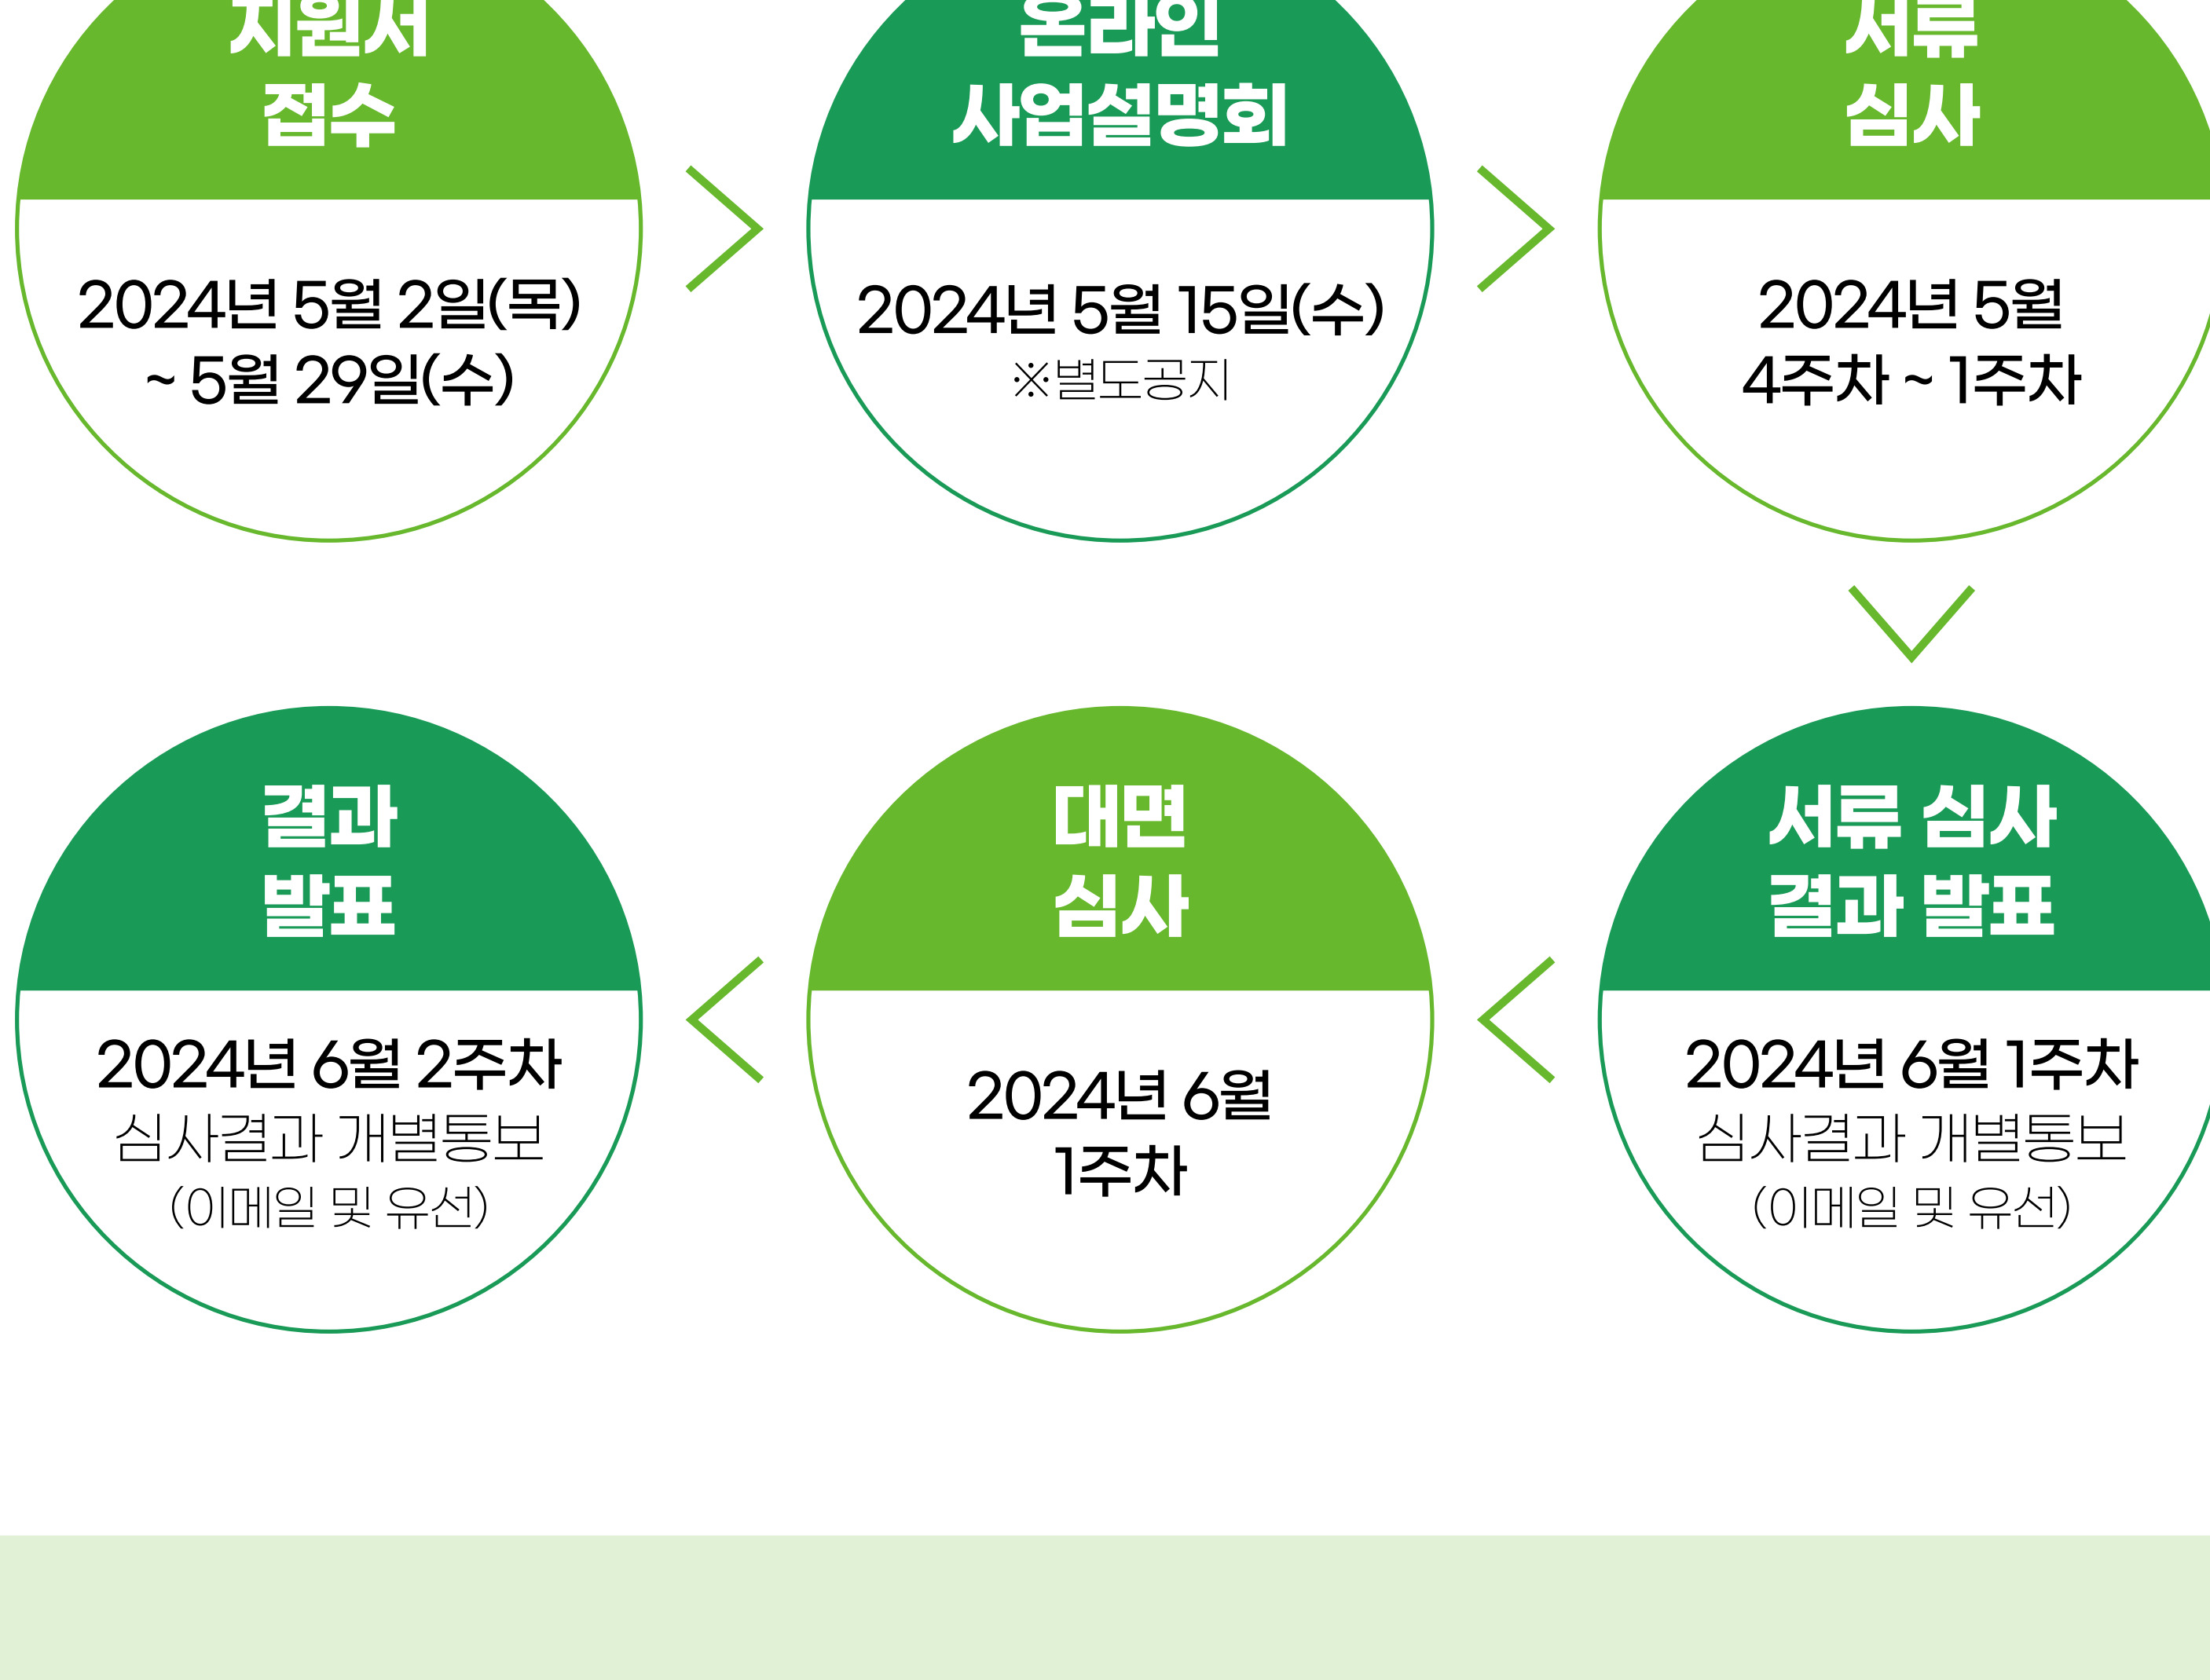 지원서
접수
2024년 5월 2일(목)
~5월 29일(수)
온라인
사업설명회
2024년 5월 15일(수)
※별도공지
서류
심사
2024년 5월
4주차 ~ 1주차
서류 심사
결과 발표
2024년 6월 1주차
심사결과 개별통보
(이메일 및 유선)
대면
심사
2024년 6월
1주차
결과
발표
2024년 6월 2주차
심사결과 개별통보
(이메일 및 유선)